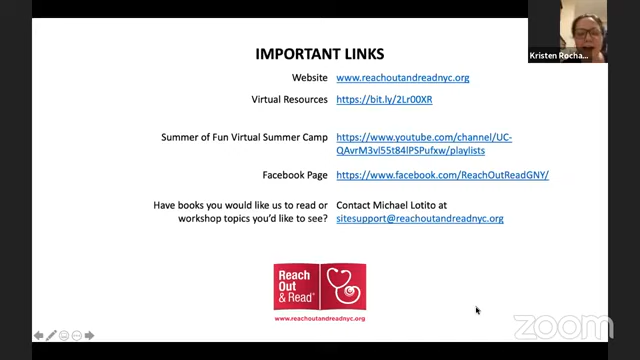 IMPORTANT LINKS
Website www.reachoutandreadnyc.org
Virtual Resources https://bit.ly/2Lr00XR
Summer of Fun Virtual Summer Camp https://www.youtube.com/channel/UC-
QAvrM3vl55t84lPSPufxw/playlists
Facebook Page https://www.facebook.com/ReachOutReadGNY/
Have books you would like us to read or Contact Michael Lotito at
workshop topics you'd like to see? sitesupport@reachoutandreadnyc.org
Reach
Out
& Read®
www.reachoutandreadnyc.org
Kristen Rocha...
zoom